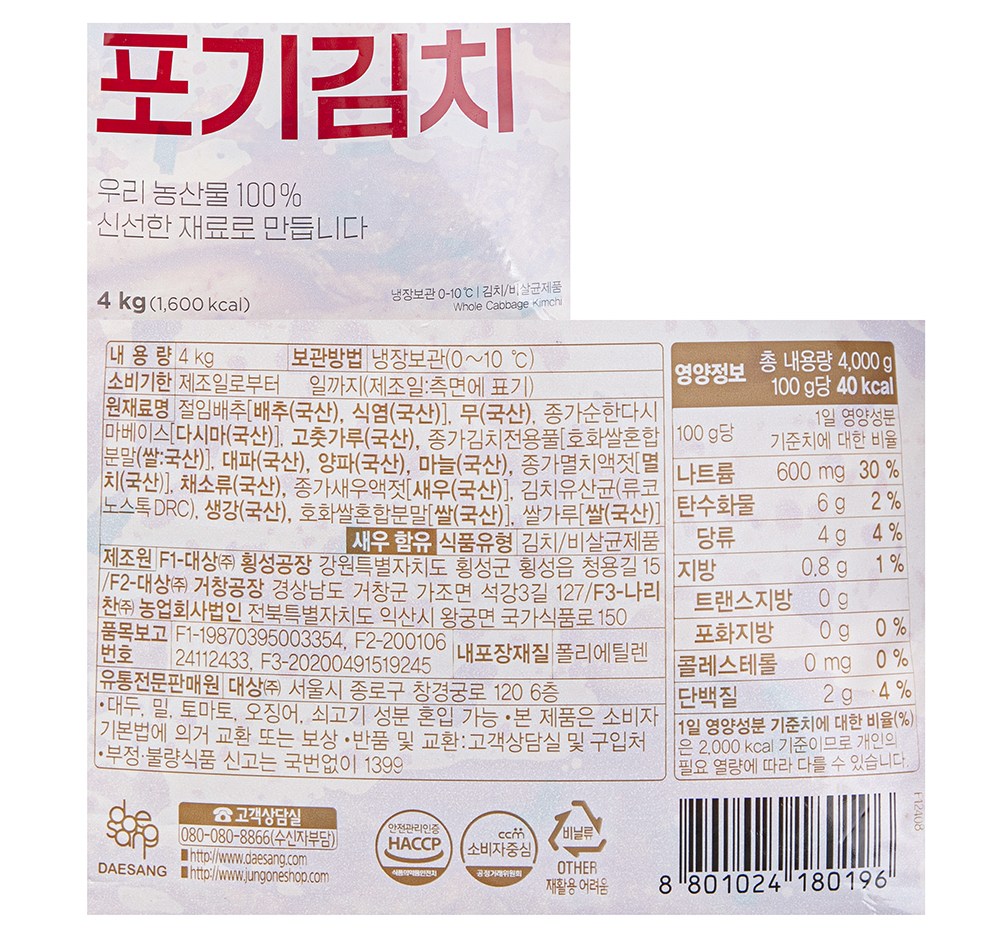 포기김치
우리 농산물 100%
신선한 재료로 만듭니다
4 kg (1,600 kcal)
냉장보관 0-10℃ | 김치/비살균제품
Whole Cabbage Kimchi
내 용 량 4 kg 보관방법 냉장보관(0~10 ℃)
소비기한 제조일로부터 일까지(제조일:측면에 표기)
원재료명 절임배추[배추(국산), 식염(국산)], 무(국산), 종가순한다시
마베이스[다시마(국산)], 고춧가루(국산), 종가김치전용풀[호화쌀혼합
분말(쌀:국산)], 대파(국산), 양파(국산), 마늘(국산), 종가멸치액젓[멸
치(국산)], 채소류(국산), 종가새우액젓[새우(국산)], 김치유산균(류코
노스톡 DRC), 생강(국산), 호화쌀혼합분말[쌀(국산)], 쌀가루[쌀(국산)]
새우 함유 식품유형 김치/비살균제품
제조원 F1-대상㈜ 횡성공장 강원특별자치도 횡성군 횡성읍 청용길 15
/F2-대상㈜ 거창공장 경상남도 거창군 가조면 석강3길 127/F3-나리
찬㈜ 농업회사법인 전북특별자치도 익산시 왕궁면 국가식품로 150
품목보고번호 F1-19870395003354, F2-200106
24112433, F3-20200491519245 내포장재질 폴리에틸렌
유통전문판매원 대상㈜ 서울시 종로구 창경궁로 120 6층
•대두, 밀, 토마토, 오징어, 쇠고기 성분 혼입 가능 •본 제품은 소비자
기본법에 의거 교환 또는 보상 •반품 및 교환:고객상담실 및 구입처
•부정·불량식품 신고는 국번없이 1399
영양정보 총 내용량 4,000 g
100 g당 40 kcal
100 g당 1일 영양성분
기준치에 대한 비율
나트륨 600 mg 30 %
탄수화물 6 g 2 %
당류 4 g 4 %
지방 0.8 g 1 %
트랜스지방 0 g
포화지방 0 g 0 %
콜레스테롤 0 mg 0 %
단백질 2 g 4 %
1일 영양성분 기준치에 대한 비율(%)
은 2,000 kcal 기준이므로 개인의
필요 열량에 따라 다를 수 있습니다.
daesang
DAESANG
☎고객상담실
080-080-8866(수신자부담)
http://www.daesang.com
http://www.jungoneshop.com
안전관리인증
HACCP
식품의약품안전처
ccm
소비자중심
공정거래위원회
비닐류
OTHER
재활용 어려움
8 801024 180196
F12408